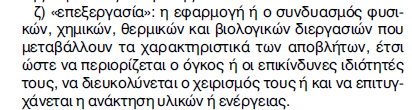 ζ) «επεξεργασία»: η εφαρμογή ή ο συνδυασμός φυσι-
κών, χημικών, θερμικών και βιολογικών διεργασιών που
μεταβάλλουν τα χαρακτηριστικά των αποβλήτων, έτσι
ώστε να περιορίζεται ο όγκος ή οι επικίνδυνες ιδιότητές
τους, να διευκολύνεται ο χειρισμός τους ή και να επιτυγ-
χάνεται η ανάκτηση υλικών ή ενέργειας.